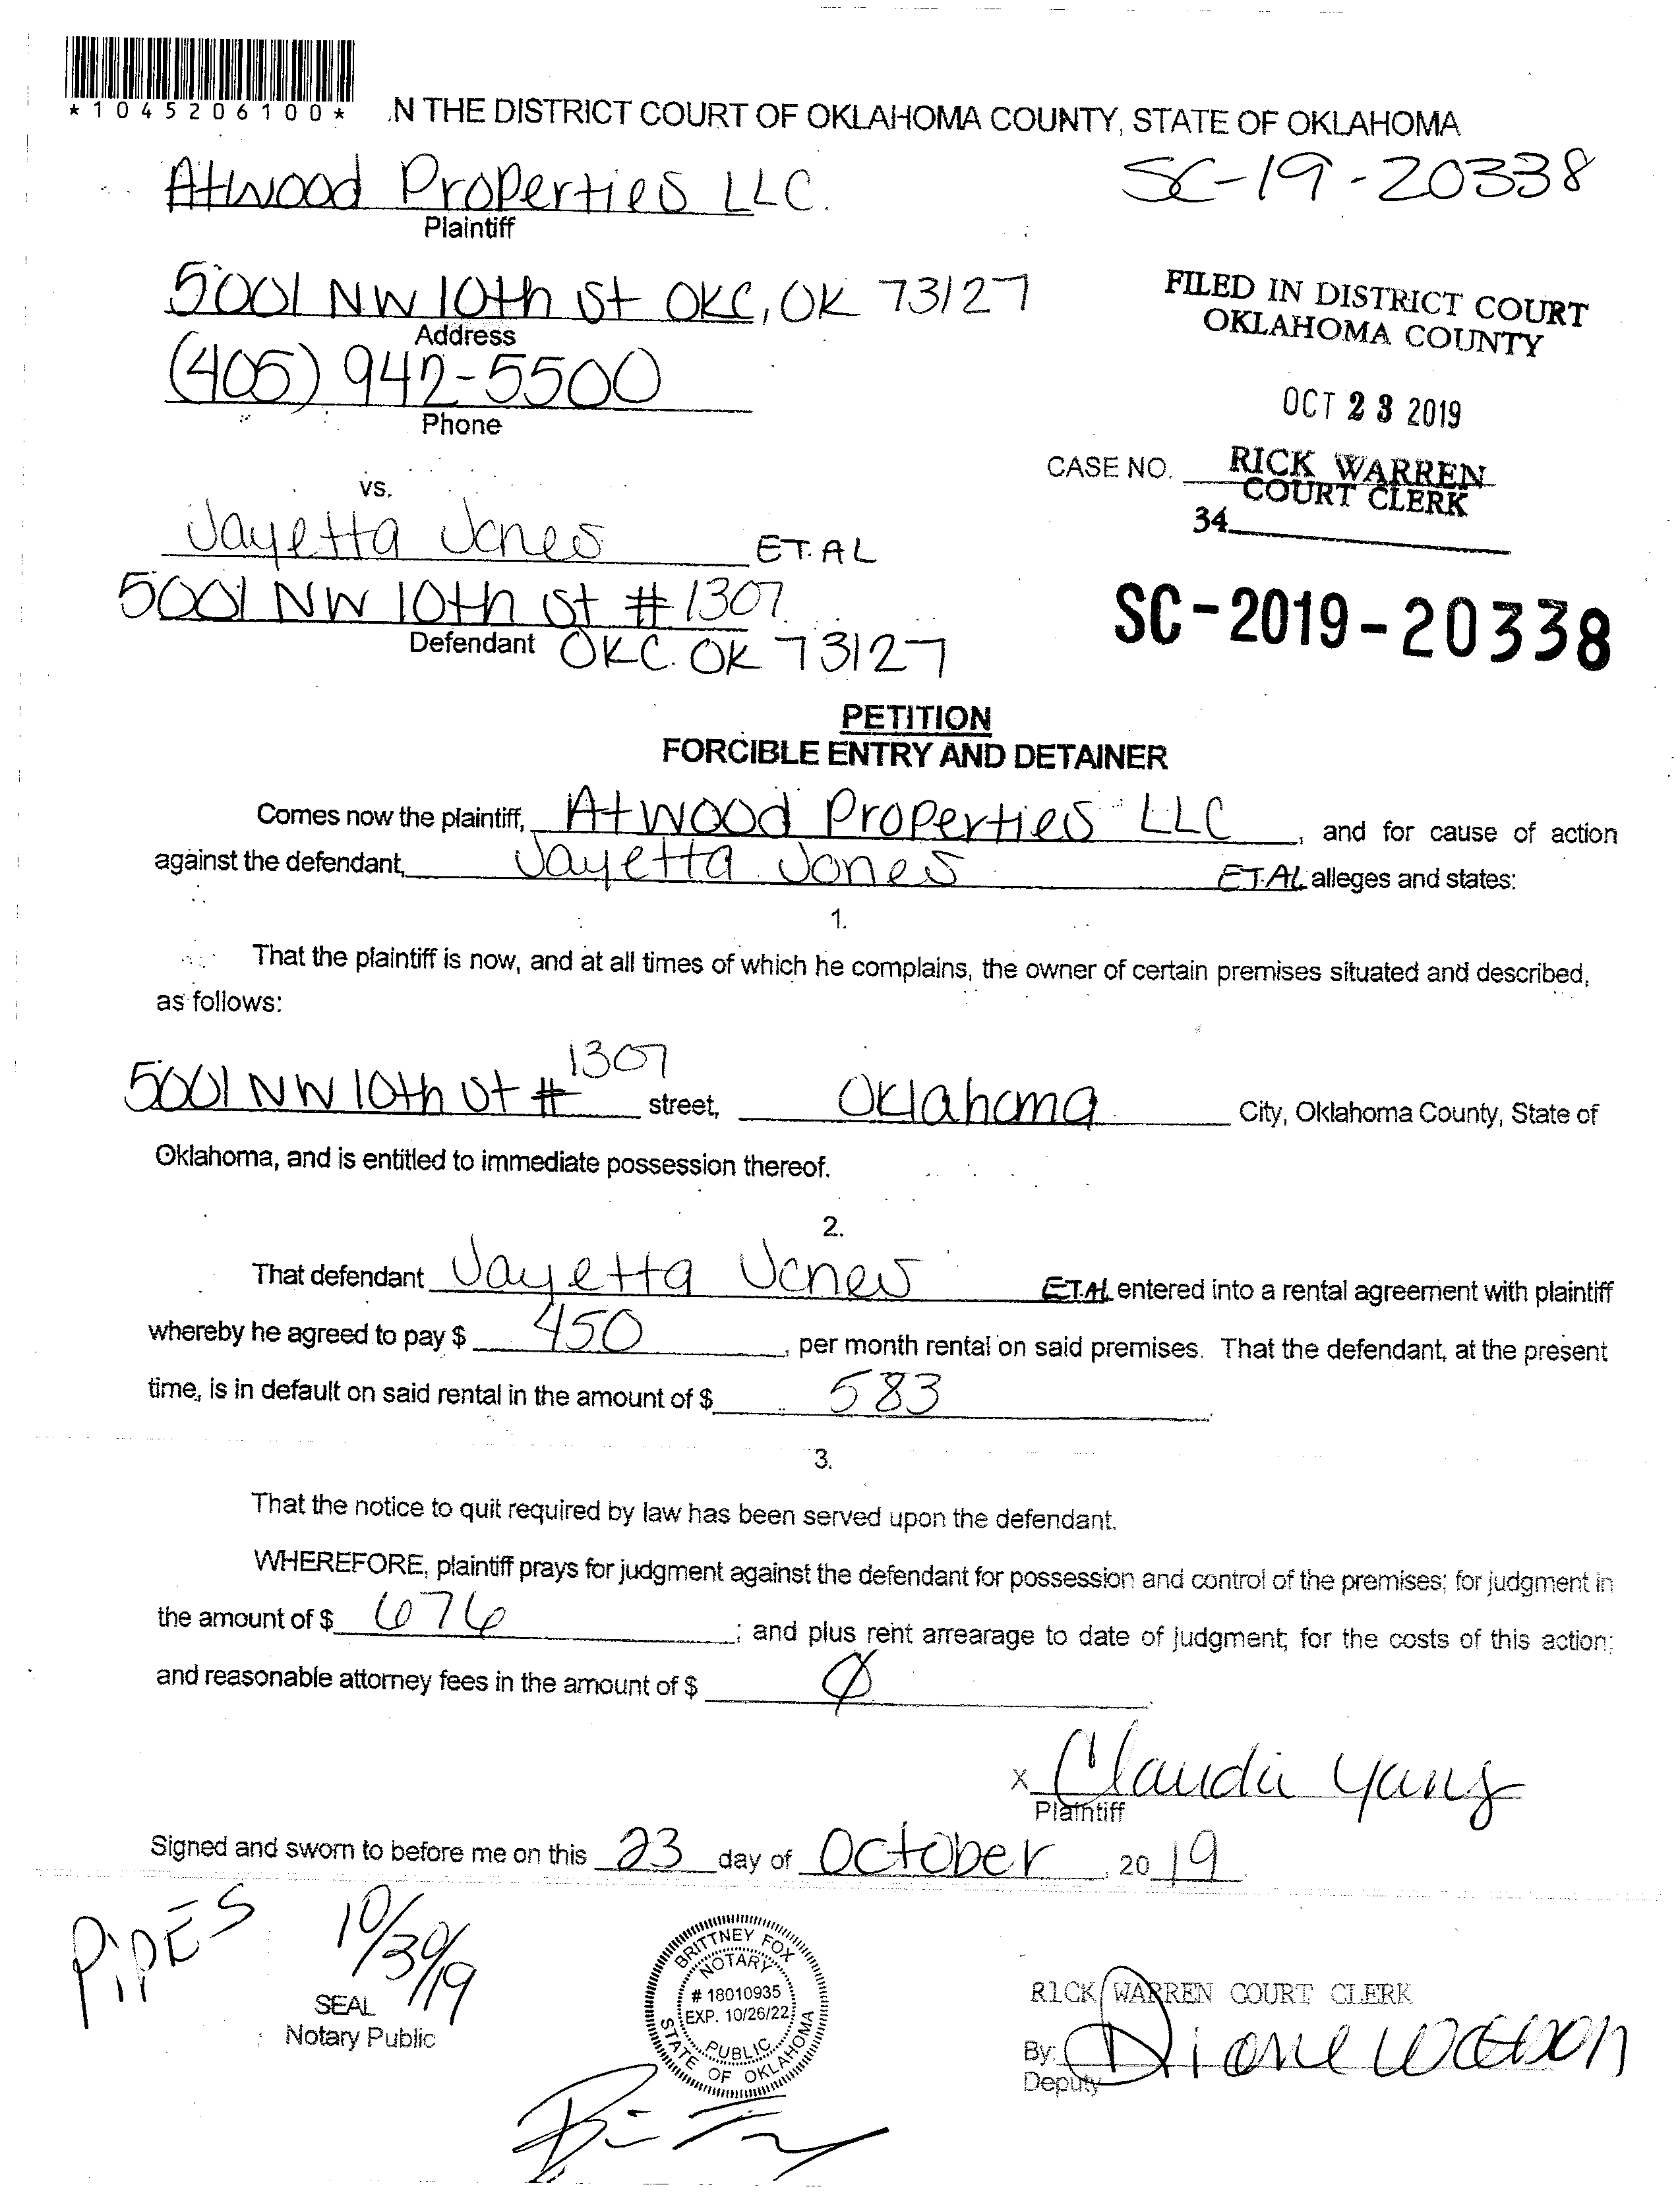 *1045206100*
N THE DISTRICT COURT OF OKLAHOMA COUNTY, STATE OF OKLAHOMA
Atwood Properties LLC.
SC-19-20338
Plaintiff
5001 NW 10th St OKC, OK 73127
Address
FILED IN DISTRICT COURT
OKLAHOMA COUNTY
(405) 942-5500
Phone
OCT 23 2019
CASE NO.
RICK WARREN
COURT CLERK
34
vs.
Jayetta Jones ET.AL
5001 NW 10th St #1307
Defendant OKC. OK 73127
SC-2019-20338
PETITION
FORCIBLE ENTRY AND DETAINER
Comes now the plaintiff, Atwood Properties LLC, and for cause of action
against the defendant, Jayetta Jones ET.AL alleges and states:
1.
That the plaintiff is now, and at all times of which he complains, the owner of certain premises situated and described,
as follows:
5001 NW 10th St # 1307 street, Oklahoma City, Oklahoma County, State of
Oklahoma, and is entitled to immediate possession thereof.
2.
That defendant Jayetta Jones ET.AL entered into a rental agreement with plaintiff
whereby he agreed to pay $ 450, per month rental on said premises. That the defendant, at the present
time, is in default on said rental in the amount of $ 583.
3.
That the notice to quit required by law has been served upon the defendant.
WHEREFORE, plaintiff prays for judgment against the defendant for possession and control of the premises; for judgment in
the amount of $ 676; and plus rent arrearage to date of judgment; for the costs of this action;
and reasonable attorney fees in the amount of $ Ø.
x Claudia Yang
Plaintiff
Signed and sworn to before me on this 23 day of October, 2019.
PiPES 10/30/19
SEAL
Notary Public
BRITTNEY FOX
NOTARY
# 18010935
EXP. 10/26/22
PUBLIC
STATE OF OKLAHOMA
RICK WARREN COURT CLERK
By: Diane Watson
Deputy